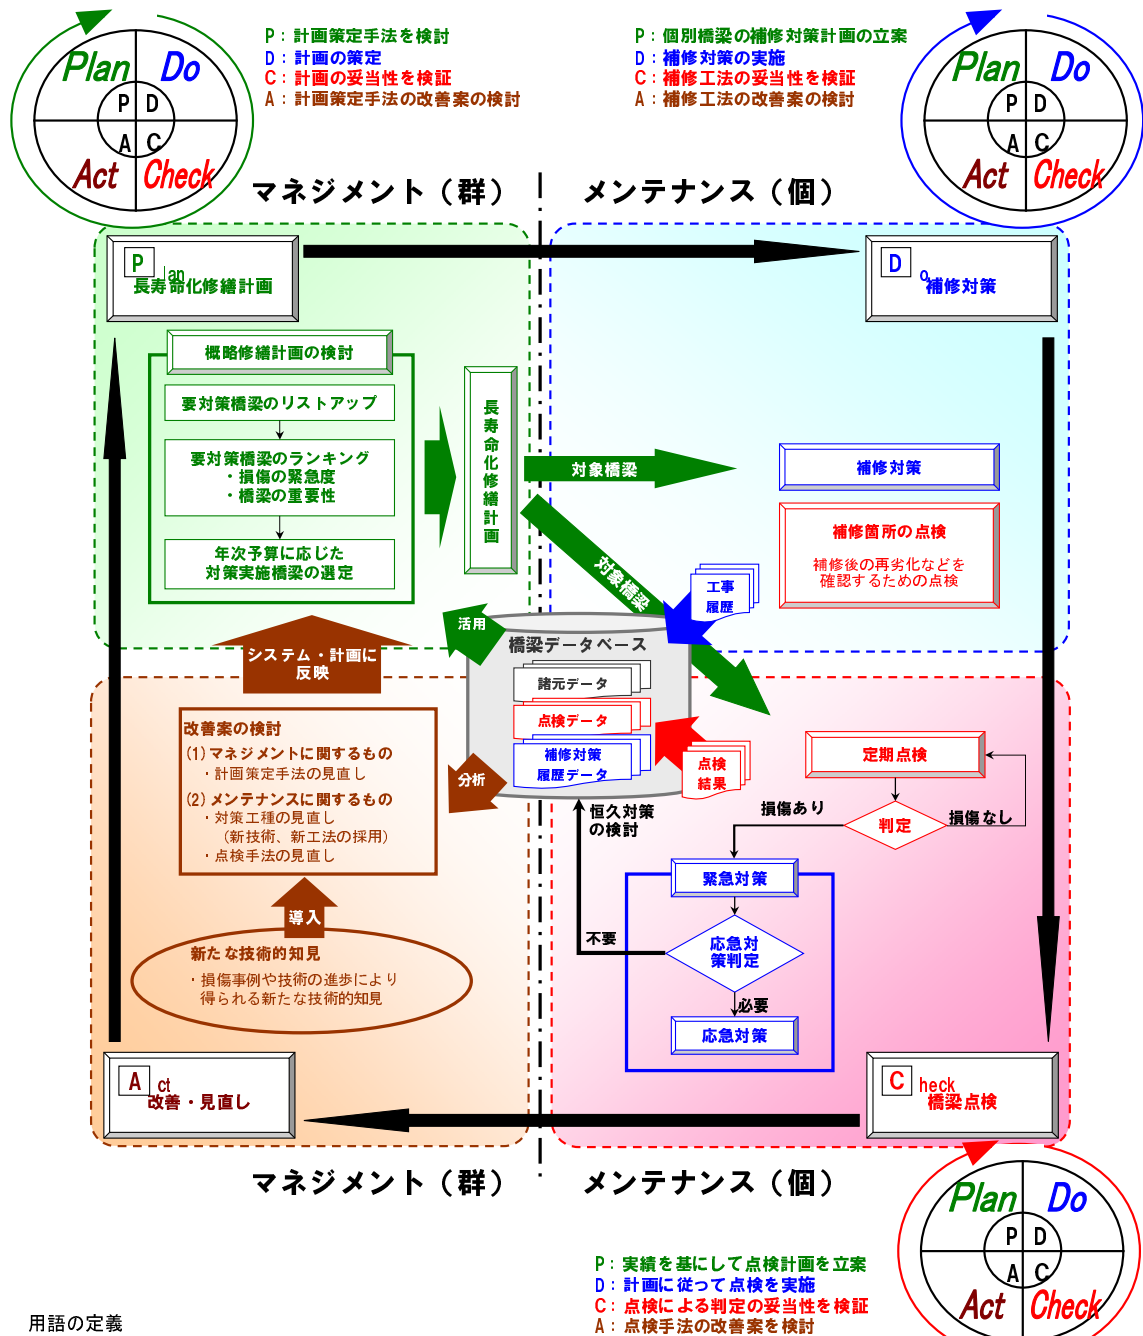 Plan Do
P D
A C
Act Check
P：計画策定手法を検討
D：計画の策定
C：計画の妥当性を検証
A：計画策定手法の改善案の検討
P：個別橋梁の補修対策計画の立案
D：補修対策の実施
C：補修工法の妥当性を検証
A：補修工法の改善案の検討
Plan Do
P D
A C
Act Check
マネジメント（群）
メンテナンス（個）
P lan
長寿命化修繕計画
D o
補修対策
概略修繕計画の検討
要対策橋梁のリストアップ
要対策橋梁のランキング
・損傷の緊急度
・橋梁の重要性
年次予算に応じた
対策実施橋梁の選定
長寿命化修繕計画
対象橋梁
対象橋梁
補修対策
補修箇所の点検
補修後の再劣化などを
確認するための点検
工事
履歴
活用
橋梁データベース
諸元データ
点検データ
補修対策
履歴データ
点検
結果
分析
システム・計画に
反映
改善案の検討
(1) マネジメントに関するもの
・計画策定手法の見直し
(2) メンテナンスに関するもの
・対策工種の見直し
（新技術、新工法の採用）
・点検手法の見直し
導入
新たな技術的知見
・損傷事例や技術の進歩により
得られる新たな技術的知見
定期点検
判定
損傷なし
損傷あり
恒久対策
の検討
緊急対策
応急対
策判定
不要
必要
応急対策
A ct
改善・見直し
C heck
橋梁点検
マネジメント（群）
メンテナンス（個）
Plan Do
P D
A C
Act Check
P：実績を基にして点検計画を立案
D：計画に従って点検を実施
C：点検による判定の妥当性を検証
A：点検手法の改善案を検討
用語の定義